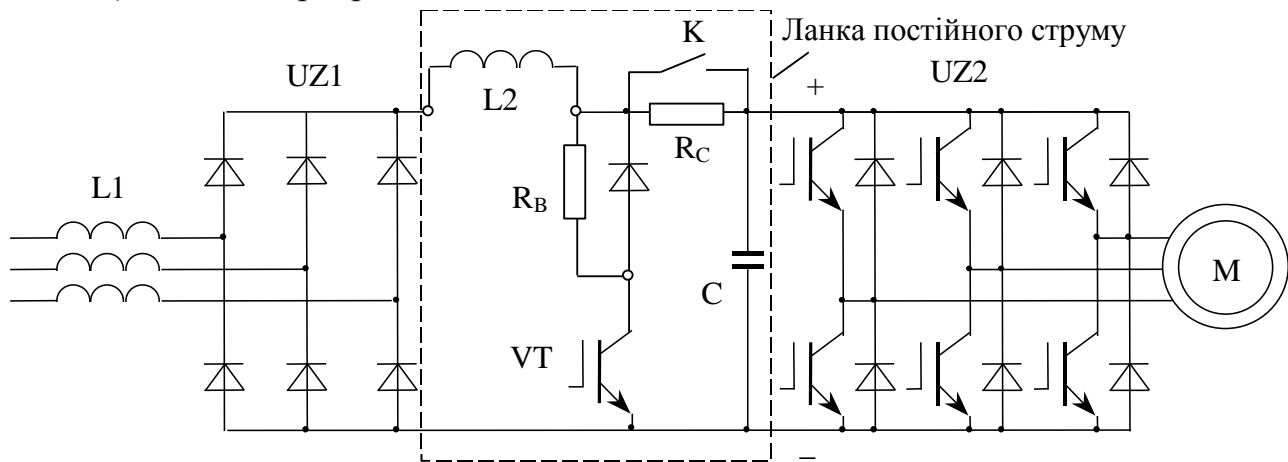 K
Ланка постійного струму
UZ1
L2
UZ2
+
R_C
L1
R_B
C
M
VT
–